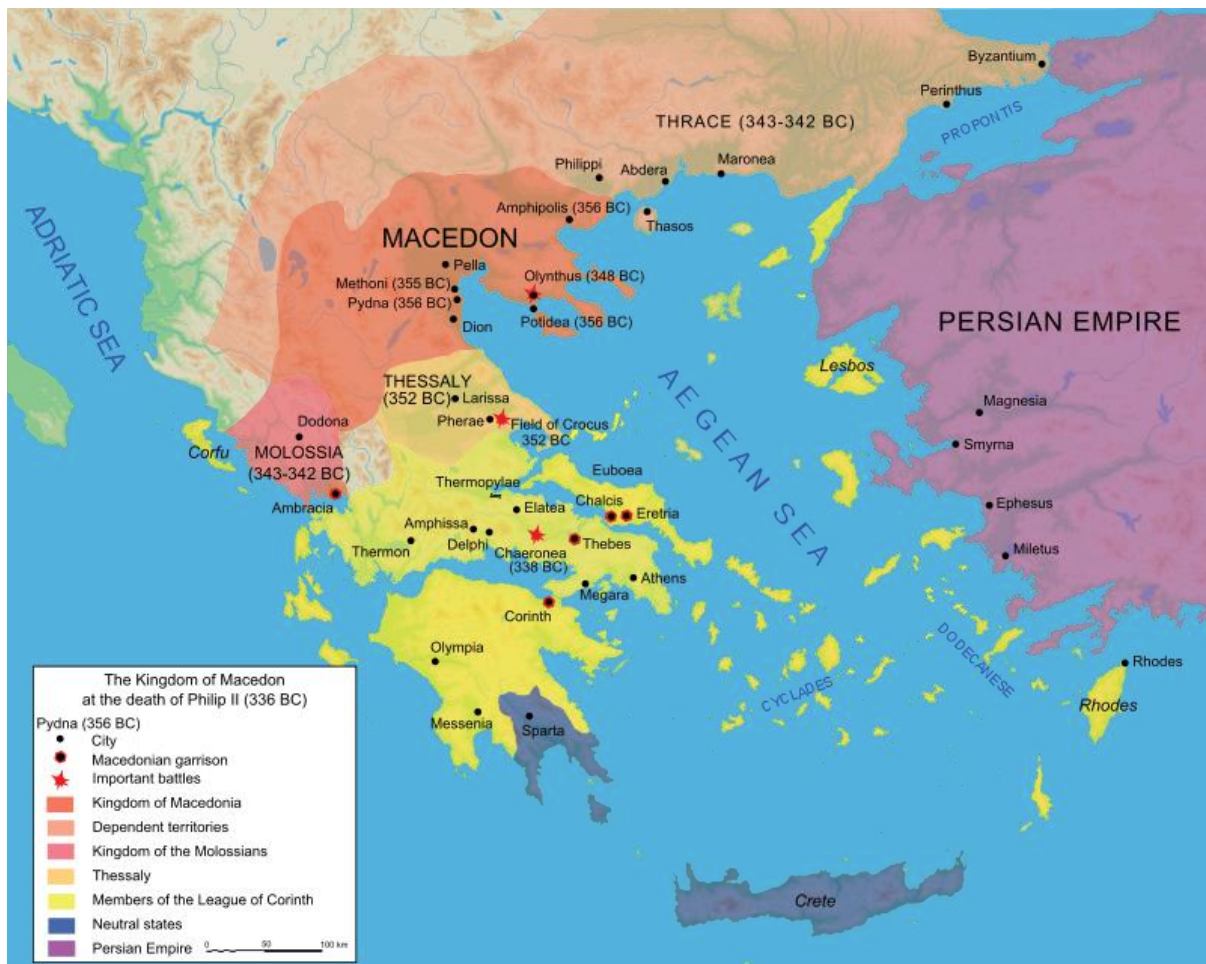 Byzantium
Perinthus
PROPONTIS
THRACE (343-342 BC)
Philippi
Abdera
Maronea
Amphipolis (356 BC)
Thasos
ADRIATIC SEA
MACEDON
Pella
Olynthus (348 BC)
Methoni (355 BC)
Pydna (356 BC)
Potidea (356 BC)
Dion
PERSIAN EMPIRE
Lesbos
AEGEAN SEA
THESSALY
(352 BC)
Larissa
Pherae
Field of Crocus
352 BC
Magnesia
Smyrna
Dodona
Corfu
MOLOSSIA
(343-342 BC)
Ambracia
Euboea
Thermopylae
Chalcis
Elatea
Eretria
Ephesus
Amphissa
Delphi
Thermon
Chaeronea
(338 BC)
Thebes
Miletus
Athens
Megara
Corinth
Olympia
DODECANESE
Rhodes
CYCLADES
Rhodes
Messenia
Sparta
Crete
The Kingdom of Macedon
at the death of Philip II (336 BC)
Pydna (356 BC)
City
Macedonian garrison
Important battles
Kingdom of Macedonia
Dependent territories
Kingdom of the Molossians
Thessaly
Members of the League of Corinth
Neutral states
Persian Empire
0 50 100 km